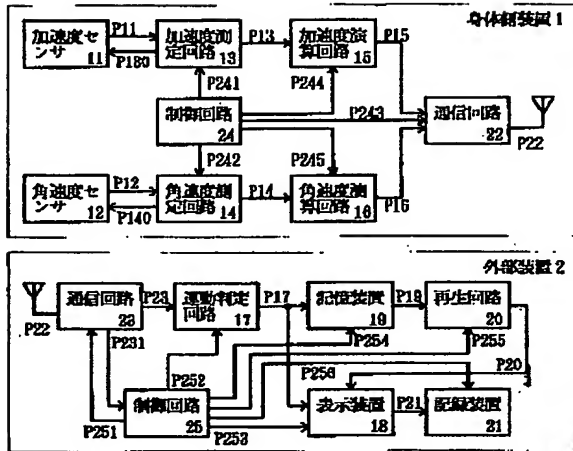 身体側装置1
加速度センサ
11
P11
P130
加速度測定回路
13
P13
加速度演算回路
15
P15
P241
P244
制御回路
24
P243
通信回路
22
P22
P242
P245
角速度センサ
12
P12
P140
角速度測定回路
14
P14
角速度演算回路
16
P16
外部装置2
P22
通信回路
23
P23
運動判定回路
17
P17
記憶装置
19
P19
再生回路
20
P231
P252
P254
P255
P256
P20
制御回路
25
P251
P253
表示装置
18
P21
記録装置
21